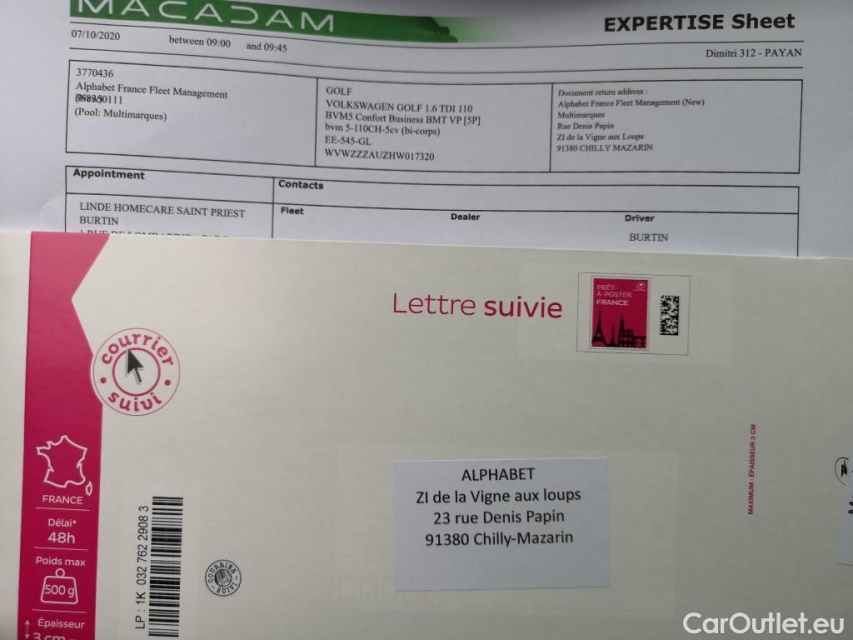 MACADAM
EXPERTISE Sheet
07/10/2020 between 09:00 and 09:45
Dimitri 312 - PAYAN
3770436
Alphabet France Fleet Management
(Pool: Multimarques)
GOLF
VOLKSWAGEN GOLF 1.6 TDI 110
BVM5 Confort Business BMT VP [5P]
bvm 5-110CH-5cv (bi-corps)
EE-545-GL
WVWZZZAUZHW017320
Document return address :
Alphabet France Fleet Management (New)
Multimarques
Rue Denis Papin
ZI de la Vigne aux Loups
91380 CHILLY MAZARIN
Appointment
Contacts
LINDE HOMECARE SAINT PRIEST
BURTIN
Fleet
Dealer
Driver
BURTIN
Lettre suivie
PRÊT-
À-POSTER
FRANCE
courrier
suivi
FRANCE
Délai*
48h
Poids max
500 g
Épaisseur
3 cm
LP : 1K 032 762 2908 3
ALPHABET
ZI de la Vigne aux loups
23 rue Denis Papin
91380 Chilly-Mazarin
MAXIMUM : ÉPAISSEUR 3 CM
CarOutlet.eu